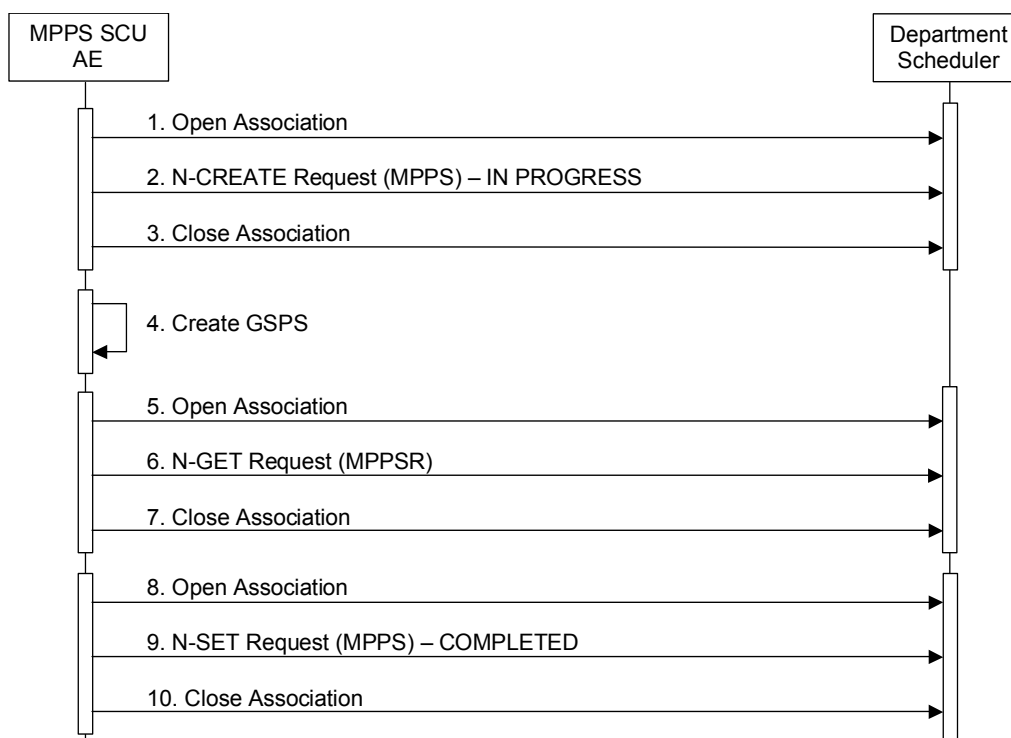 MPPS SCU
AE
Department
Scheduler
1. Open Association
2. N-CREATE Request (MPPS) – IN PROGRESS
3. Close Association
4. Create GSPS
5. Open Association
6. N-GET Request (MPPSR)
7. Close Association
8. Open Association
9. N-SET Request (MPPS) – COMPLETED
10. Close Association